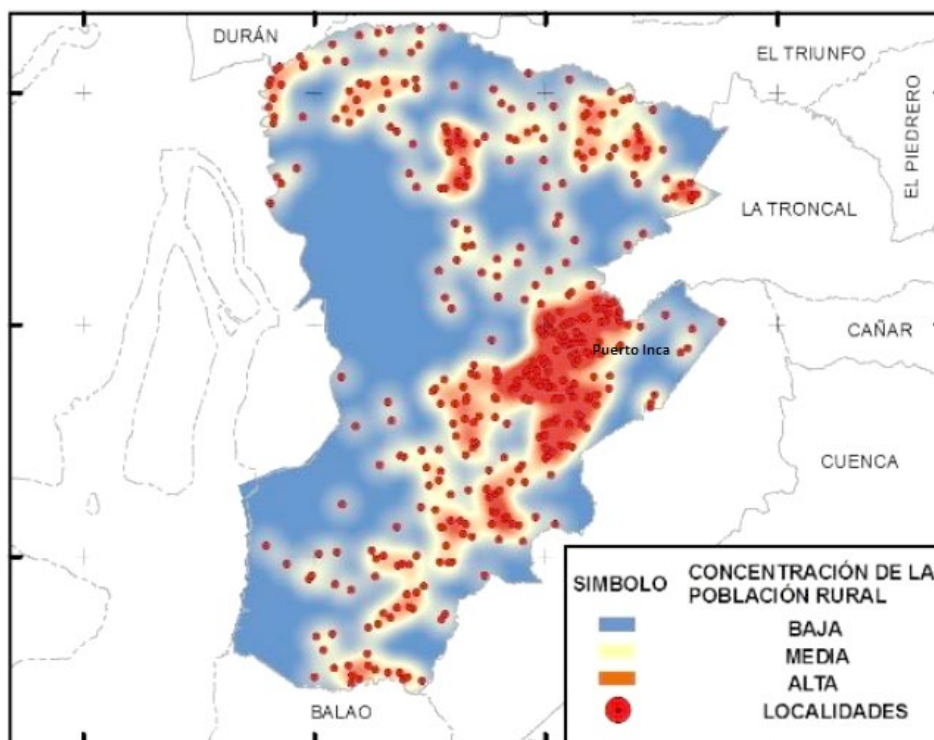 DURÁN
EL TRIUNFO
EL PIEDRERO
LA TRONCAL
CAÑAR
Puerto Inca
CUENCA
BALAO
SIMBOLO
CONCENTRACIÓN DE LA
POBLACIÓN RURAL
BAJA
MEDIA
ALTA
LOCALIDADES